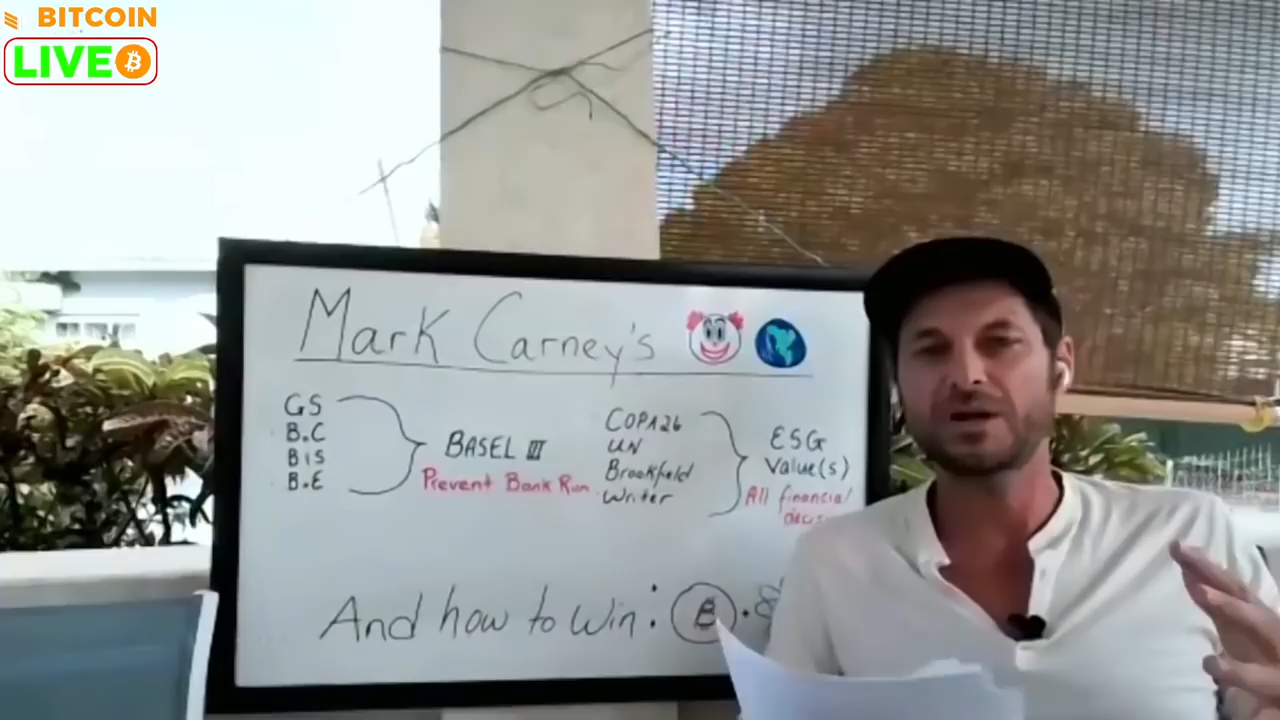 BITCOIN
LIVE
Mark Carney's
GS
B.C
BiS
B.E
BASEL III
Prevent Bank Run
COPA26
UN
Brookfield
Writer
ESG
Value(s)
All financial
And how to Win: